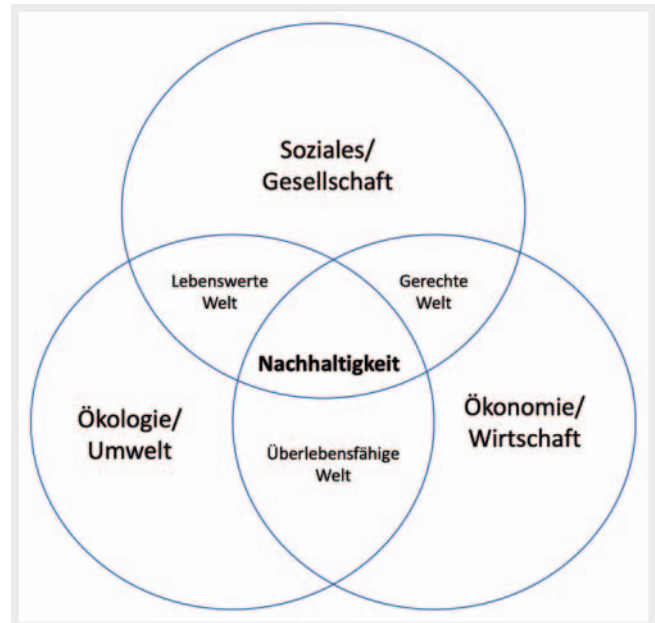 Soziales/
Gesellschaft
Lebenswerte
Welt
Gerechte
Welt
Nachhaltigkeit
Ökologie/
Umwelt
Ökonomie/
Wirtschaft
Überlebensfähige
Welt